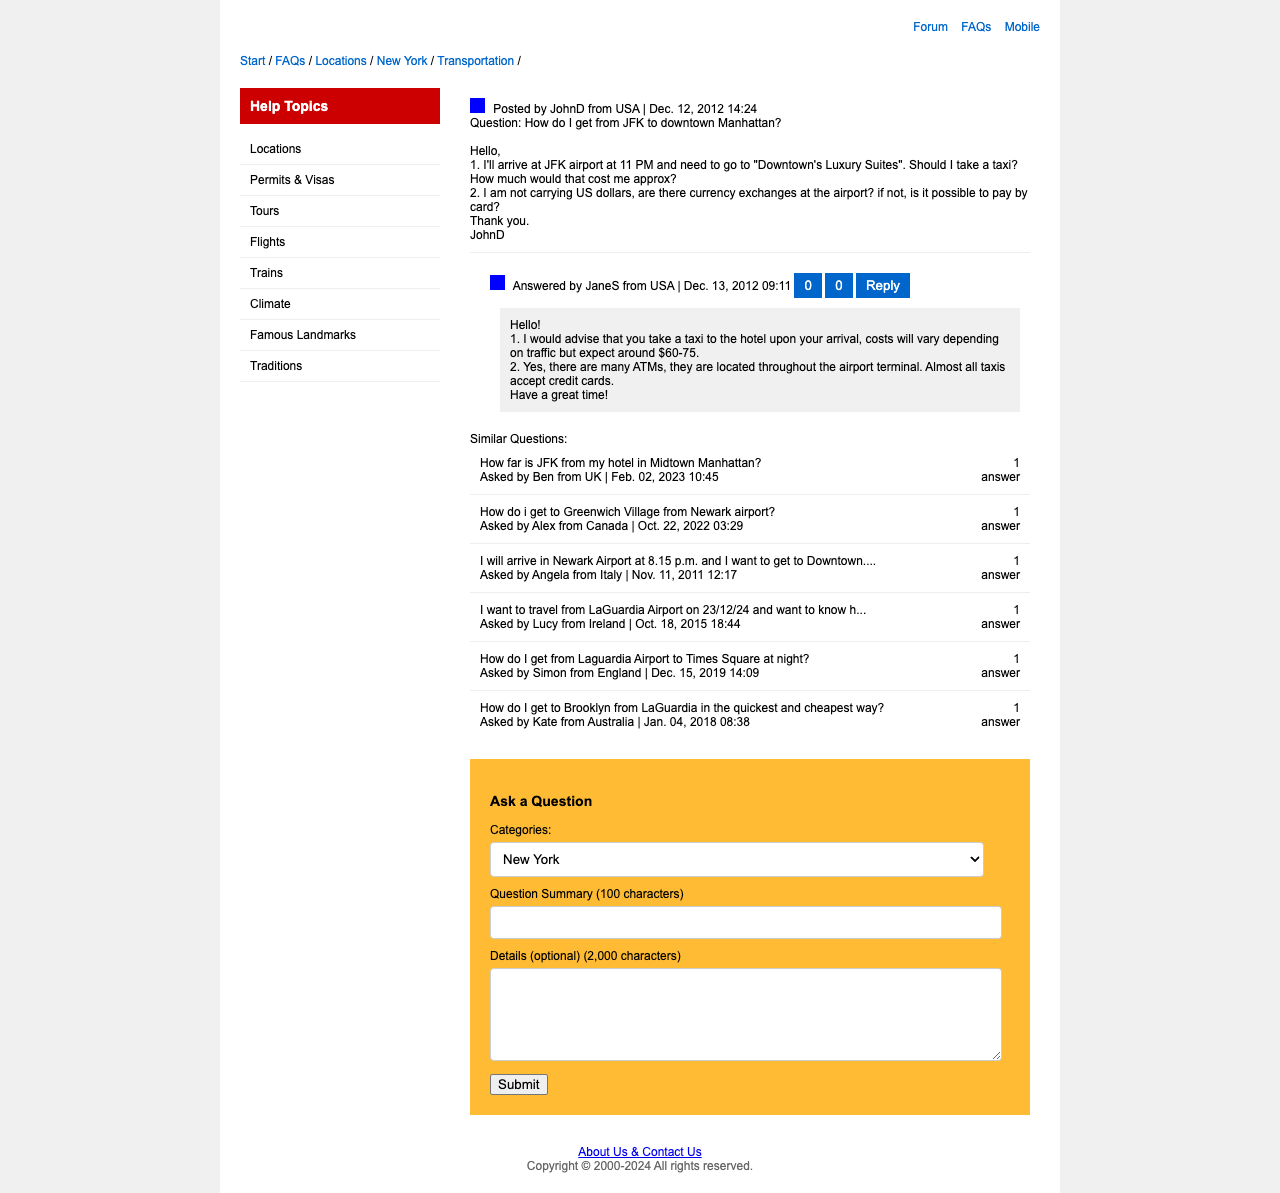 Forum FAQs Mobile
Start / FAQs / Locations / New York / Transportation /
Help Topics
Locations
Permits & Visas
Tours
Flights
Trains
Climate
Famous Landmarks
Traditions
Posted by JohnD from USA | Dec. 12, 2012 14:24
Question: How do I get from JFK to downtown Manhattan?
Hello,
1. I'll arrive at JFK airport at 11 PM and need to go to "Downtown's Luxury Suites". Should I take a taxi?
How much would that cost me approx?
2. I am not carrying US dollars, are there currency exchanges at the airport? if not, is it possible to pay by
card?
Thank you.
JohnD
Answered by JaneS from USA | Dec. 13, 2012 09:11 0 0 Reply
Hello!
1. I would advise that you take a taxi to the hotel upon your arrival, costs will vary depending
on traffic but expect around $60-75.
2. Yes, there are many ATMs, they are located throughout the airport terminal. Almost all taxis
accept credit cards.
Have a great time!
Similar Questions:
How far is JFK from my hotel in Midtown Manhattan? 1
Asked by Ben from UK | Feb. 02, 2023 10:45 answer
How do i get to Greenwich Village from Newark airport? 1
Asked by Alex from Canada | Oct. 22, 2022 03:29 answer
I will arrive in Newark Airport at 8.15 p.m. and I want to get to Downtown.... 1
Asked by Angela from Italy | Nov. 11, 2011 12:17 answer
I want to travel from LaGuardia Airport on 23/12/24 and want to know h... 1
Asked by Lucy from Ireland | Oct. 18, 2015 18:44 answer
How do I get from Laguardia Airport to Times Square at night? 1
Asked by Simon from England | Dec. 15, 2019 14:09 answer
How do I get to Brooklyn from LaGuardia in the quickest and cheapest way? 1
Asked by Kate from Australia | Jan. 04, 2018 08:38 answer
Ask a Question
Categories:
New York
Question Summary (100 characters)
Details (optional) (2,000 characters)
Submit
About Us & Contact Us
Copyright © 2000-2024 All rights reserved.